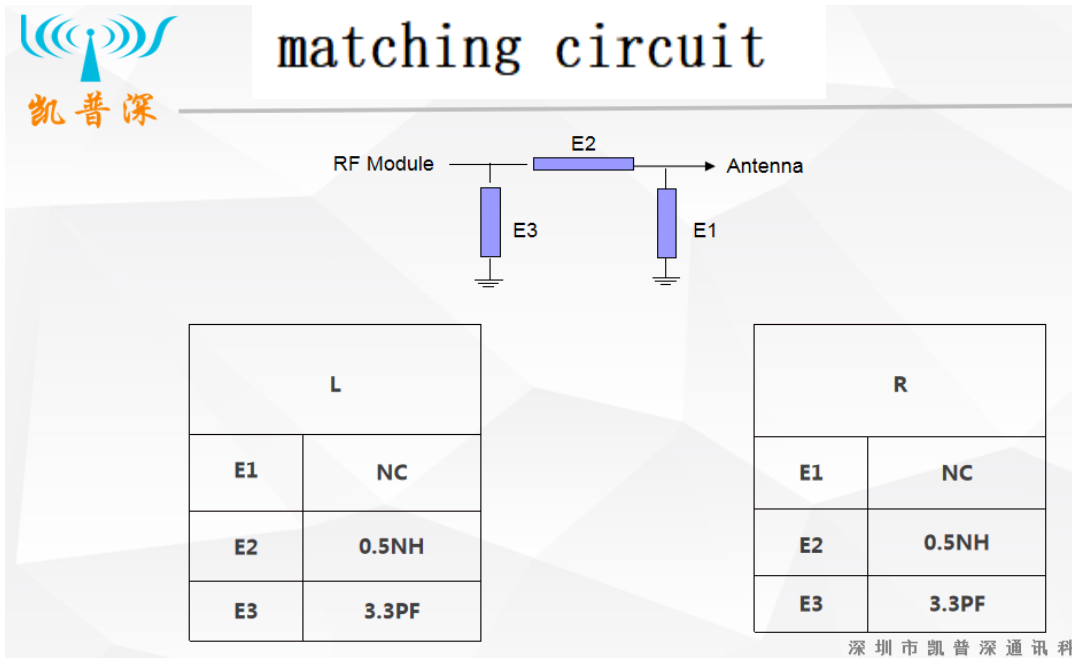 matching circuit
凯普深
E2
RF Module
Antenna
E3
E1
L
E1 NC
E2 0.5NH
E3 3.3PF
R
E1 NC
E2 0.5NH
E3 3.3PF
深圳市凯普深通讯科